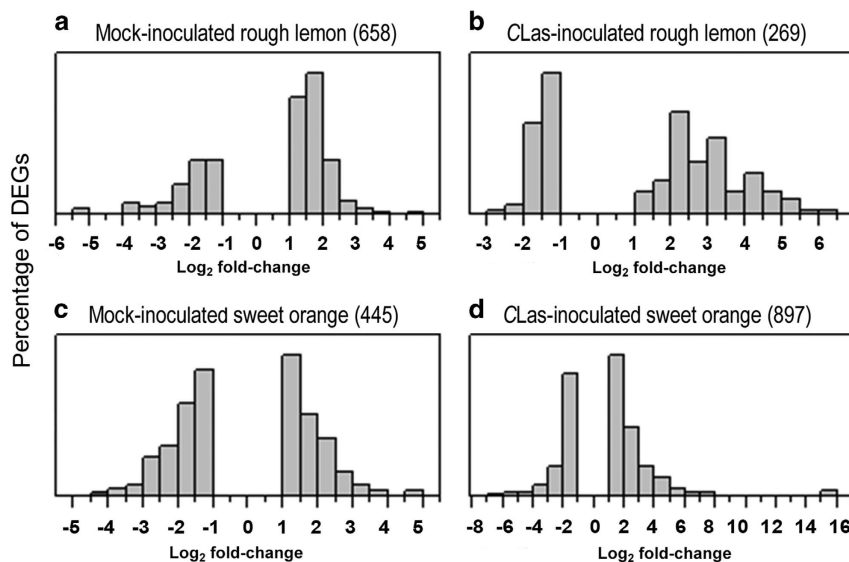 a Mock-inoculated rough lemon (658)
-6 -5 -4 -3 -2 -1 0 1 2 3 4 5
Log2 fold-change
b CLas-inoculated rough lemon (269)
-3 -2 -1 0 1 2 3 4 5 6
Log2 fold-change
Percentage of DEGs
c Mock-inoculated sweet orange (445)
-5 -4 -3 -2 -1 0 1 2 3 4 5
Log2 fold-change
d CLas-inoculated sweet orange (897)
-8 -6 -4 -2 0 2 4 6 8 10 12 14 16
Log2 fold-change